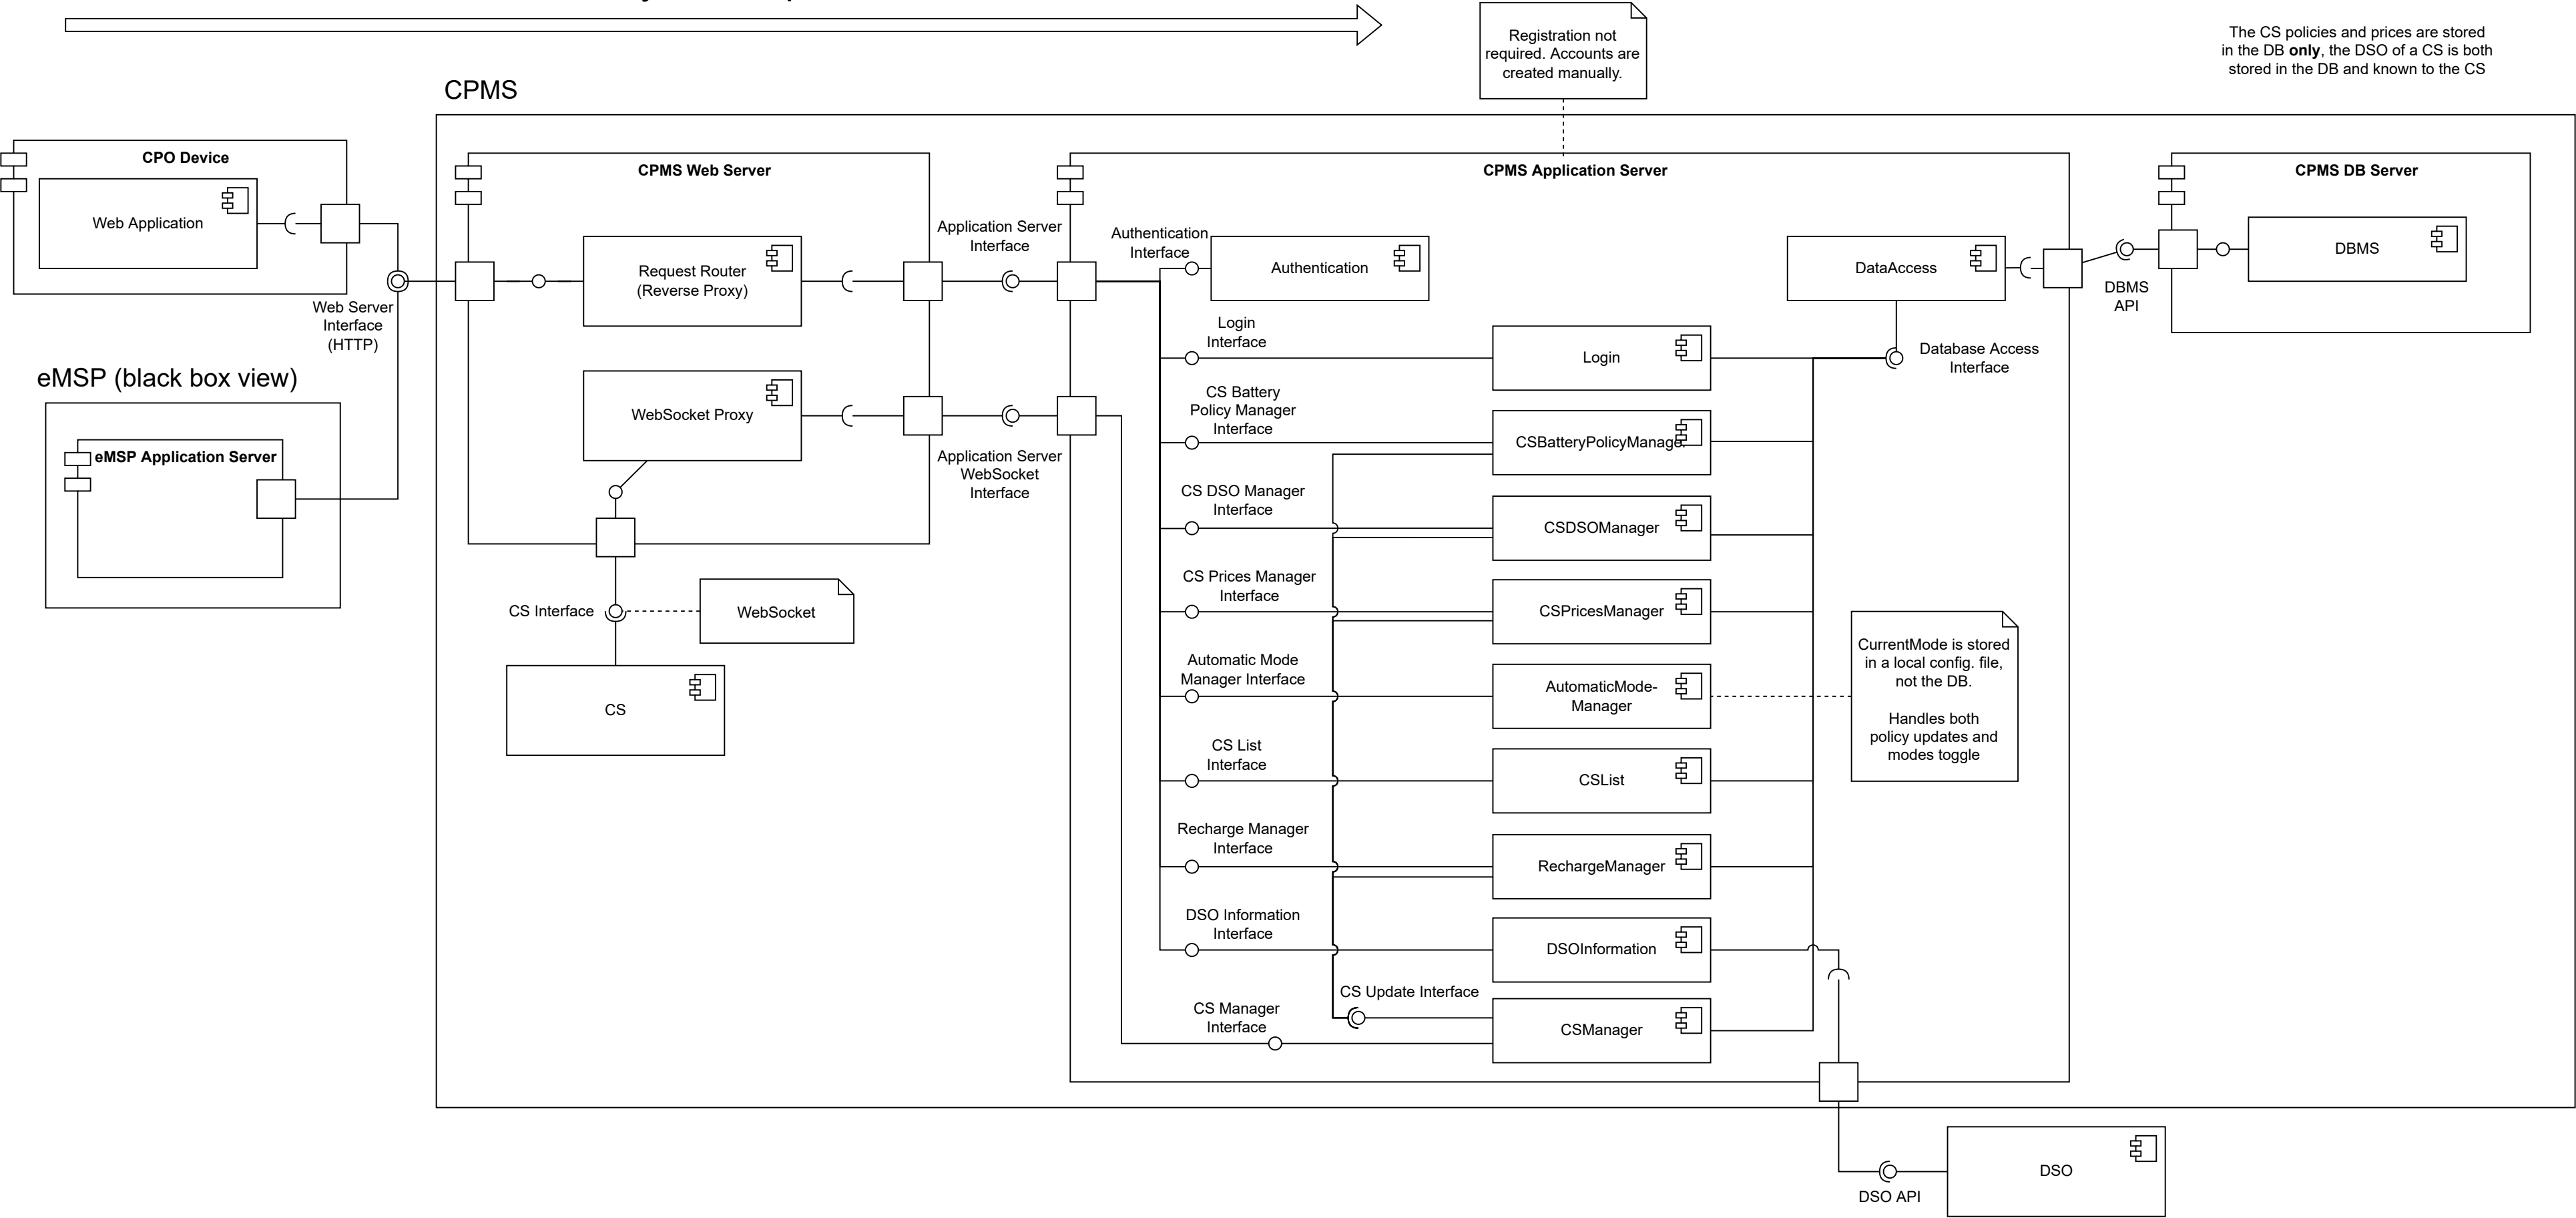 Registration not
required. Accounts are
created manually.
The CS policies and prices are stored
in the DB only, the DSO of a CS is both
stored in the DB and known to the CS
CPMS
CPO Device
Web Application
Web Server
Interface
(HTTP)
eMSP (black box view)
eMSP Application Server
CPMS Web Server
Request Router
(Reverse Proxy)
WebSocket Proxy
CS Interface
WebSocket
CS
Application Server
Interface
Application Server
WebSocket
Interface
CPMS Application Server
Authentication
Interface
Authentication
Login
Interface
Login
CS Battery
Policy Manager
Interface
CSBatteryPolicyManager
CS DSO Manager
Interface
CSDSOManager
CS Prices Manager
Interface
CSPricesManager
Automatic Mode
Manager Interface
AutomaticMode-
Manager
CS List
Interface
CSList
Recharge Manager
Interface
RechargeManager
DSO Information
Interface
DSOInformation
CS Update Interface
CS Manager
Interface
CSManager
DataAccess
Database Access
Interface
CurrentMode is stored
in a local config. file,
not the DB.
Handles both
policy updates and
modes toggle
DBMS
API
CPMS DB Server
DBMS
DSO API
DSO